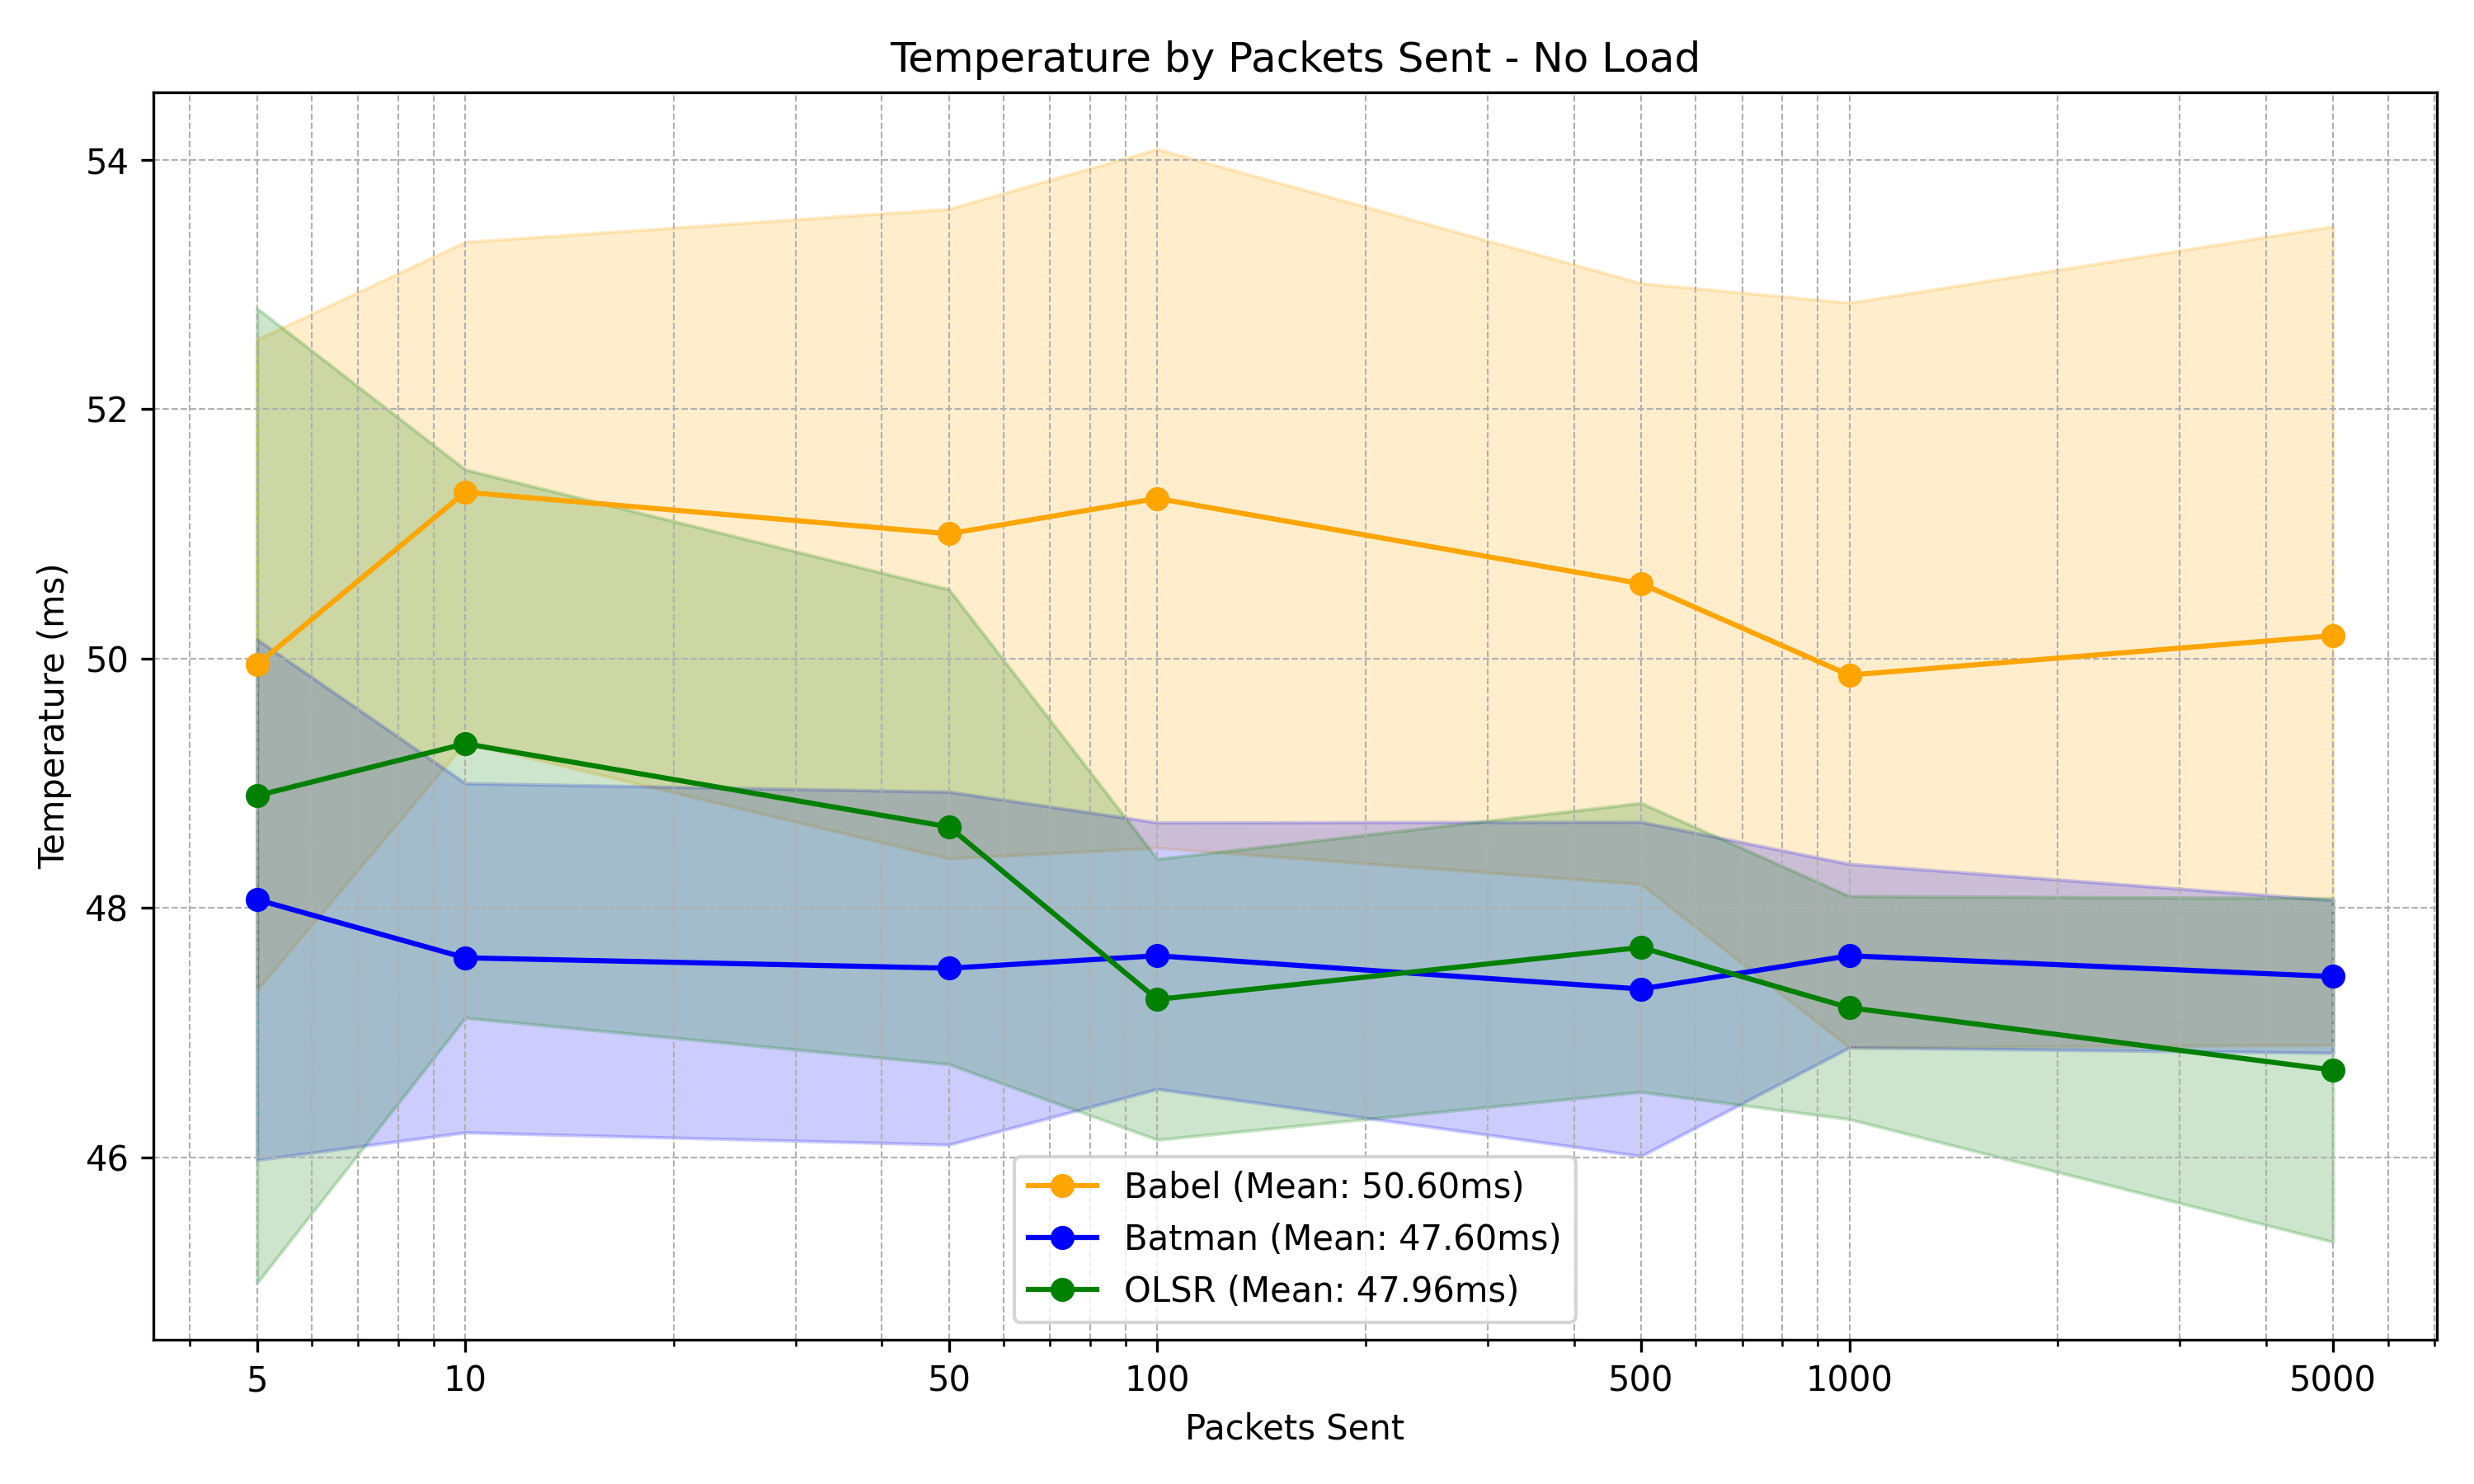 Temperature by Packets Sent - No Load
Temperature (ms)
54
52
50
48
46
Babel (Mean: 50.60ms)
Batman (Mean: 47.60ms)
OLSR (Mean: 47.96ms)
5 10 50 100 500 1000 5000
Packets Sent